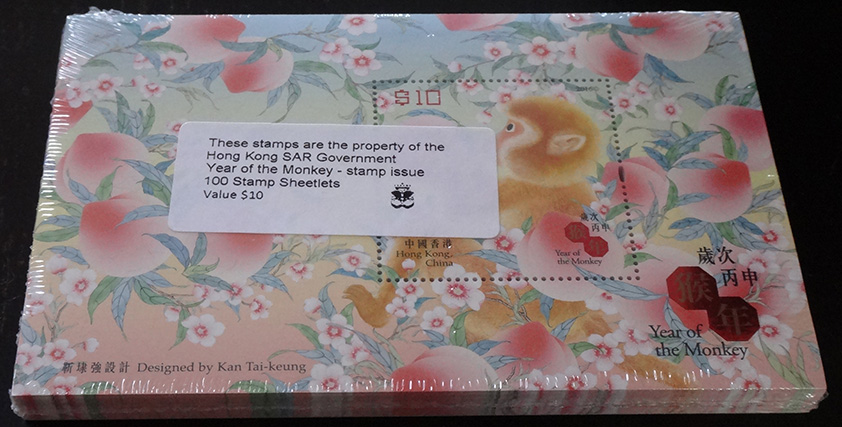 These stamps are the property of the
Hong Kong SAR Government
Year of the Monkey - stamp issue
100 Stamp Sheetlets
Value $10
$10
中國香港
Hong Kong,
China
歲次
丙申
猴年
Year of
the Monkey
歲次
丙申
猴年
Year of
the Monkey
靳埭強設計 Designed by Kan Tai-keung